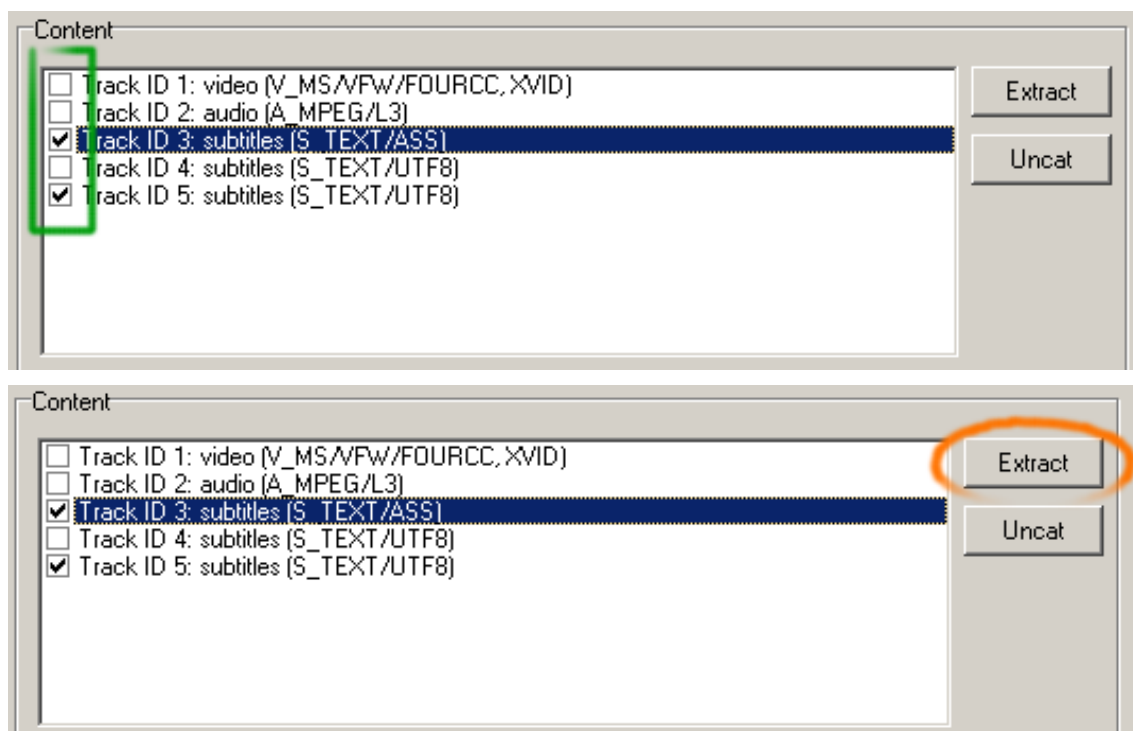 Content
Track ID 1: video (V_MS/VFW/FOURCC, XVID)
Track ID 2: audio (A_MPEG/L3)
Track ID 3: subtitles (S_TEXT/ASS)
Track ID 4: subtitles (S_TEXT/UTF8)
Track ID 5: subtitles (S_TEXT/UTF8)
Extract
Uncat
Content
Track ID 1: video (V_MS/VFW/FOURCC, XVID)
Track ID 2: audio (A_MPEG/L3)
Track ID 3: subtitles (S_TEXT/ASS)
Track ID 4: subtitles (S_TEXT/UTF8)
Track ID 5: subtitles (S_TEXT/UTF8)
Extract
Uncat